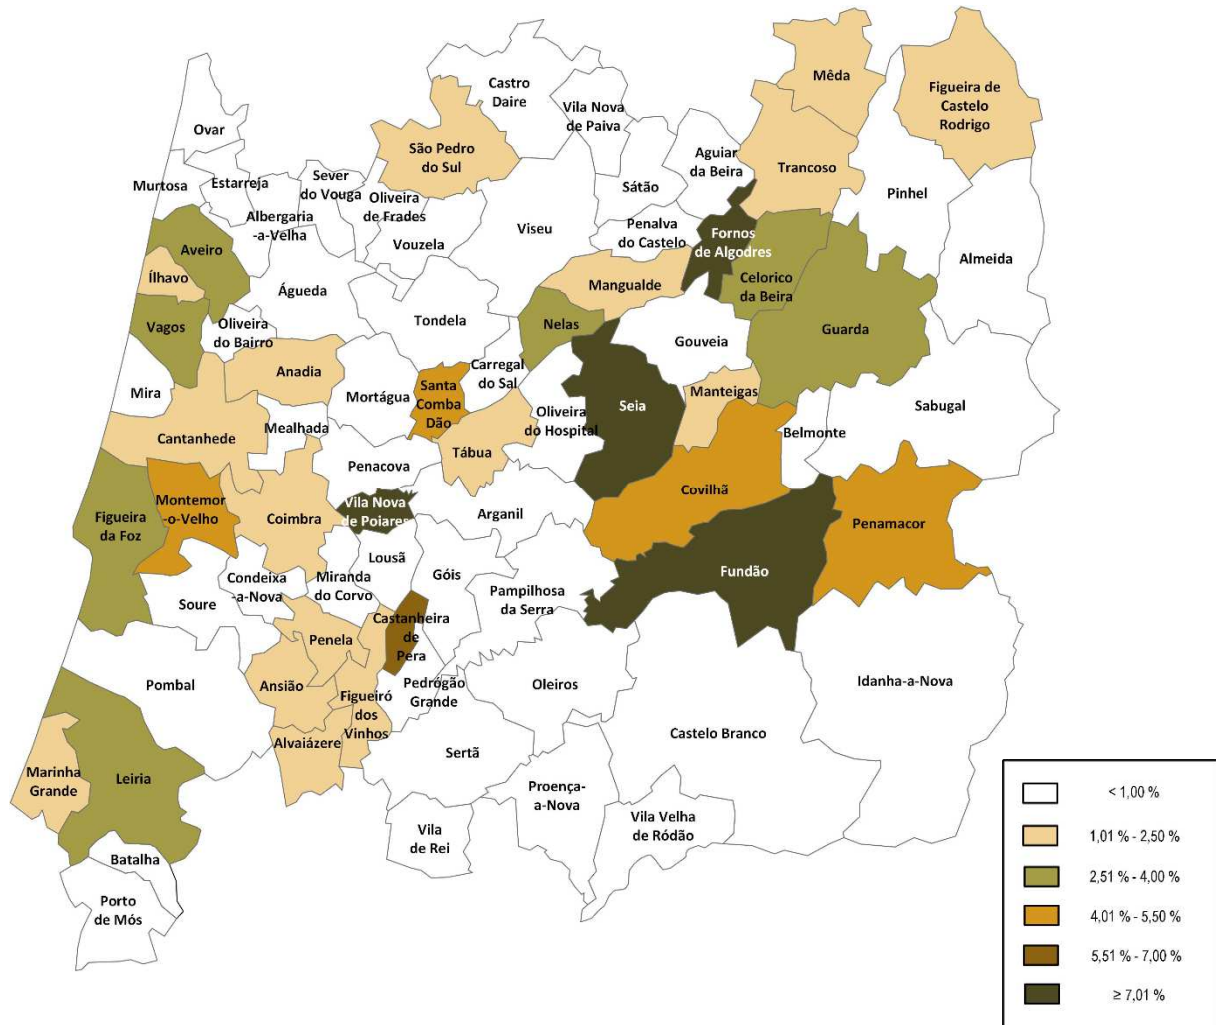 Castro
Daire
Vila Nova
de Paiva
Mêda
Figueira de
Castelo
Rodrigo
Ovar
São Pedro
do Sul
Aguiar
da Beira
Trancoso
Murtosa
Estarreja
Sever
do Vouga
Sátão
Pinhel
Albergaria
-a-Velha
Oliveira
de Frades
Viseu
Penalva
do Castelo
Fornos
de Algodres
Aveiro
Vouzela
Almeida
Ílhavo
Águeda
Mangualde
Celorico
da Beira
Vagos
Oliveira
do Bairro
Tondela
Nelas
Guarda
Gouveia
Mira
Anadia
Mortágua
Santa
Comba
Dão
Carregal
do Sal
Oliveira
do Hospital
Seia
Manteigas
Sabugal
Cantanhede
Mealhada
Tábua
Belmonte
Penacova
Covilhã
Figueira
da Foz
Montemor
-o-Velho
Coimbra
Vila Nova
de Poiares
Arganil
Penamacor
Lousã
Góis
Fundão
Soure
Condeixa
-a-Nova
Miranda
do Corvo
Pampilhosa
da Serra
Penela
Castanheira
de
Pera
Pombal
Ansião
Figueiró
dos
Vinhos
Pedrógão
Grande
Oleiros
Idanha-a-Nova
Alvaiázere
Sertã
Castelo Branco
Marinha
Grande
Leiria
Proença-
a-Nova
Vila
de Rei
Vila Velha
de Ródão
Batalha
Porto
de Mós
< 1,00 %
1,01 % - 2,50 %
2,51 % - 4,00 %
4,01 % - 5,50 %
5,51 % - 7,00 %
≥ 7,01 %